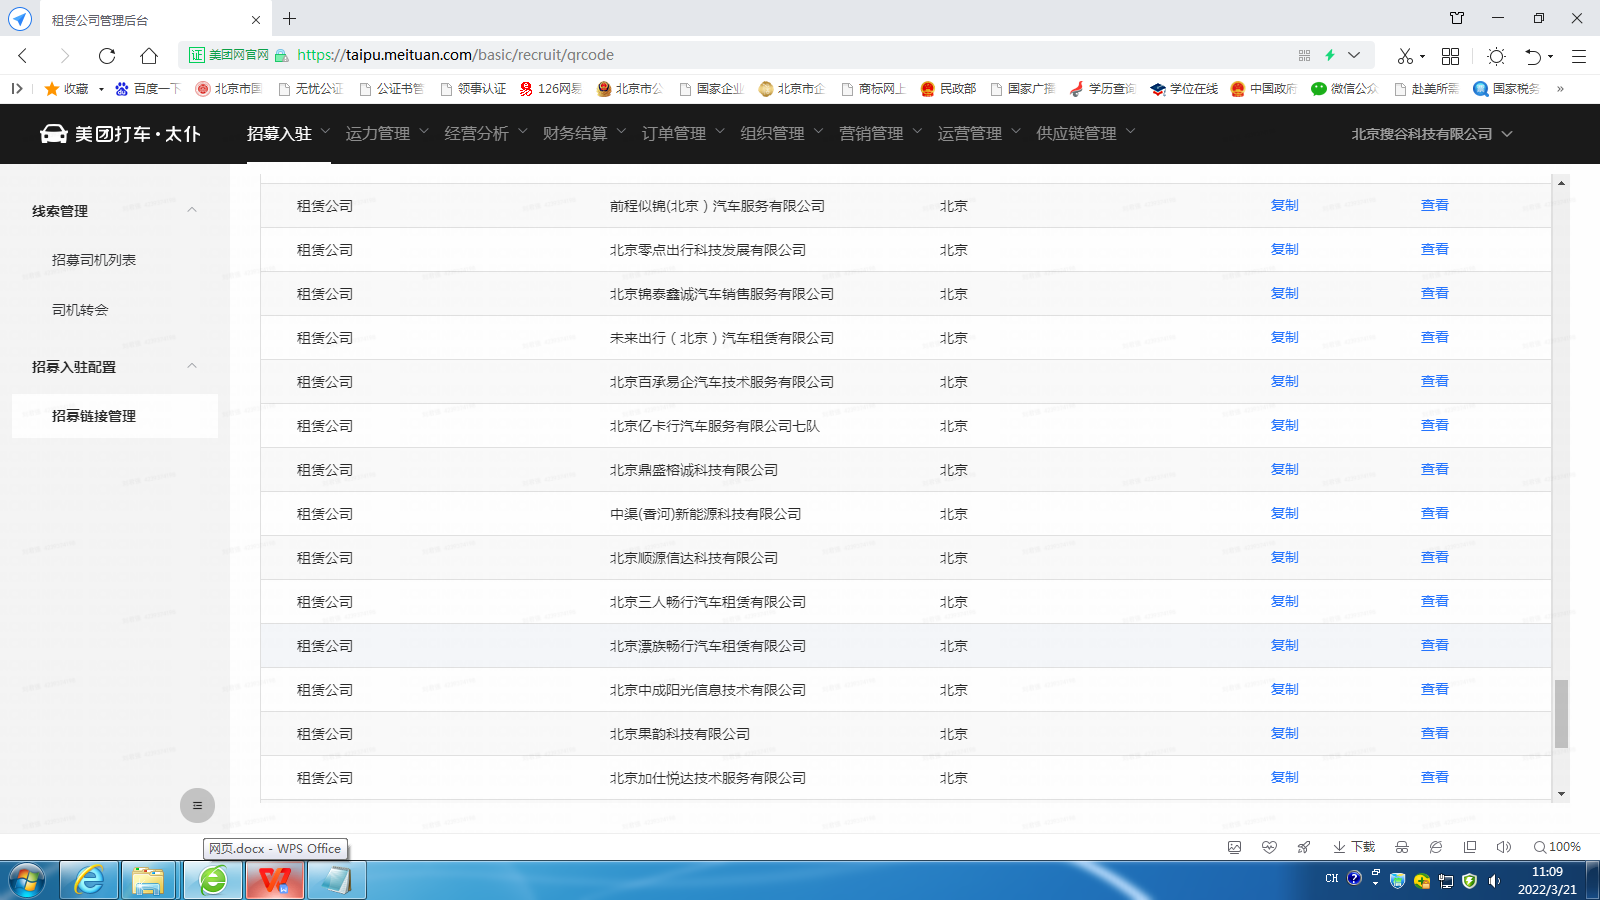 租赁公司管理后台
证 美团网官网 https://taipu.meituan.com/basic/recruit/qrcode
收藏 百度一下 北京市国 无忧公证 公证书管 领事认证 126网易 北京市公 国家企业 北京市企 商标网上 民政部 国家广播 学历查询 学位在线 中国政府 微信公众 赴美所需 国家税务 »
美团打车·太仆 招募入驻 运力管理 经营分析 财务结算 订单管理 组织管理 营销管理 运营管理 供应链管理 北京搜谷科技有限公司
线索管理
招募司机列表
司机转会
招募入驻配置
招募链接管理
租赁公司 前程似锦(北京）汽车服务有限公司 北京 复制 查看
租赁公司 北京零点出行科技发展有限公司 北京 复制 查看
租赁公司 北京锦泰鑫诚汽车销售服务有限公司 北京 复制 查看
租赁公司 未来出行（北京）汽车租赁有限公司 北京 复制 查看
租赁公司 北京百承易企汽车技术服务有限公司 北京 复制 查看
租赁公司 北京亿卡行汽车服务有限公司七队 北京 复制 查看
租赁公司 北京鼎盛榕诚科技有限公司 北京 复制 查看
租赁公司 中渠(香河)新能源科技有限公司 北京 复制 查看
租赁公司 北京顺源信达科技有限公司 北京 复制 查看
租赁公司 北京三人畅行汽车租赁有限公司 北京 复制 查看
租赁公司 北京漂族畅行汽车租赁有限公司 北京 复制 查看
租赁公司 北京中成阳光信息技术有限公司 北京 复制 查看
租赁公司 北京果韵科技有限公司 北京 复制 查看
租赁公司 北京加仕悦达技术服务有限公司 北京 复制 查看
网页.docx - WPS Office
下载 100%
CH 11:09
2022/3/21